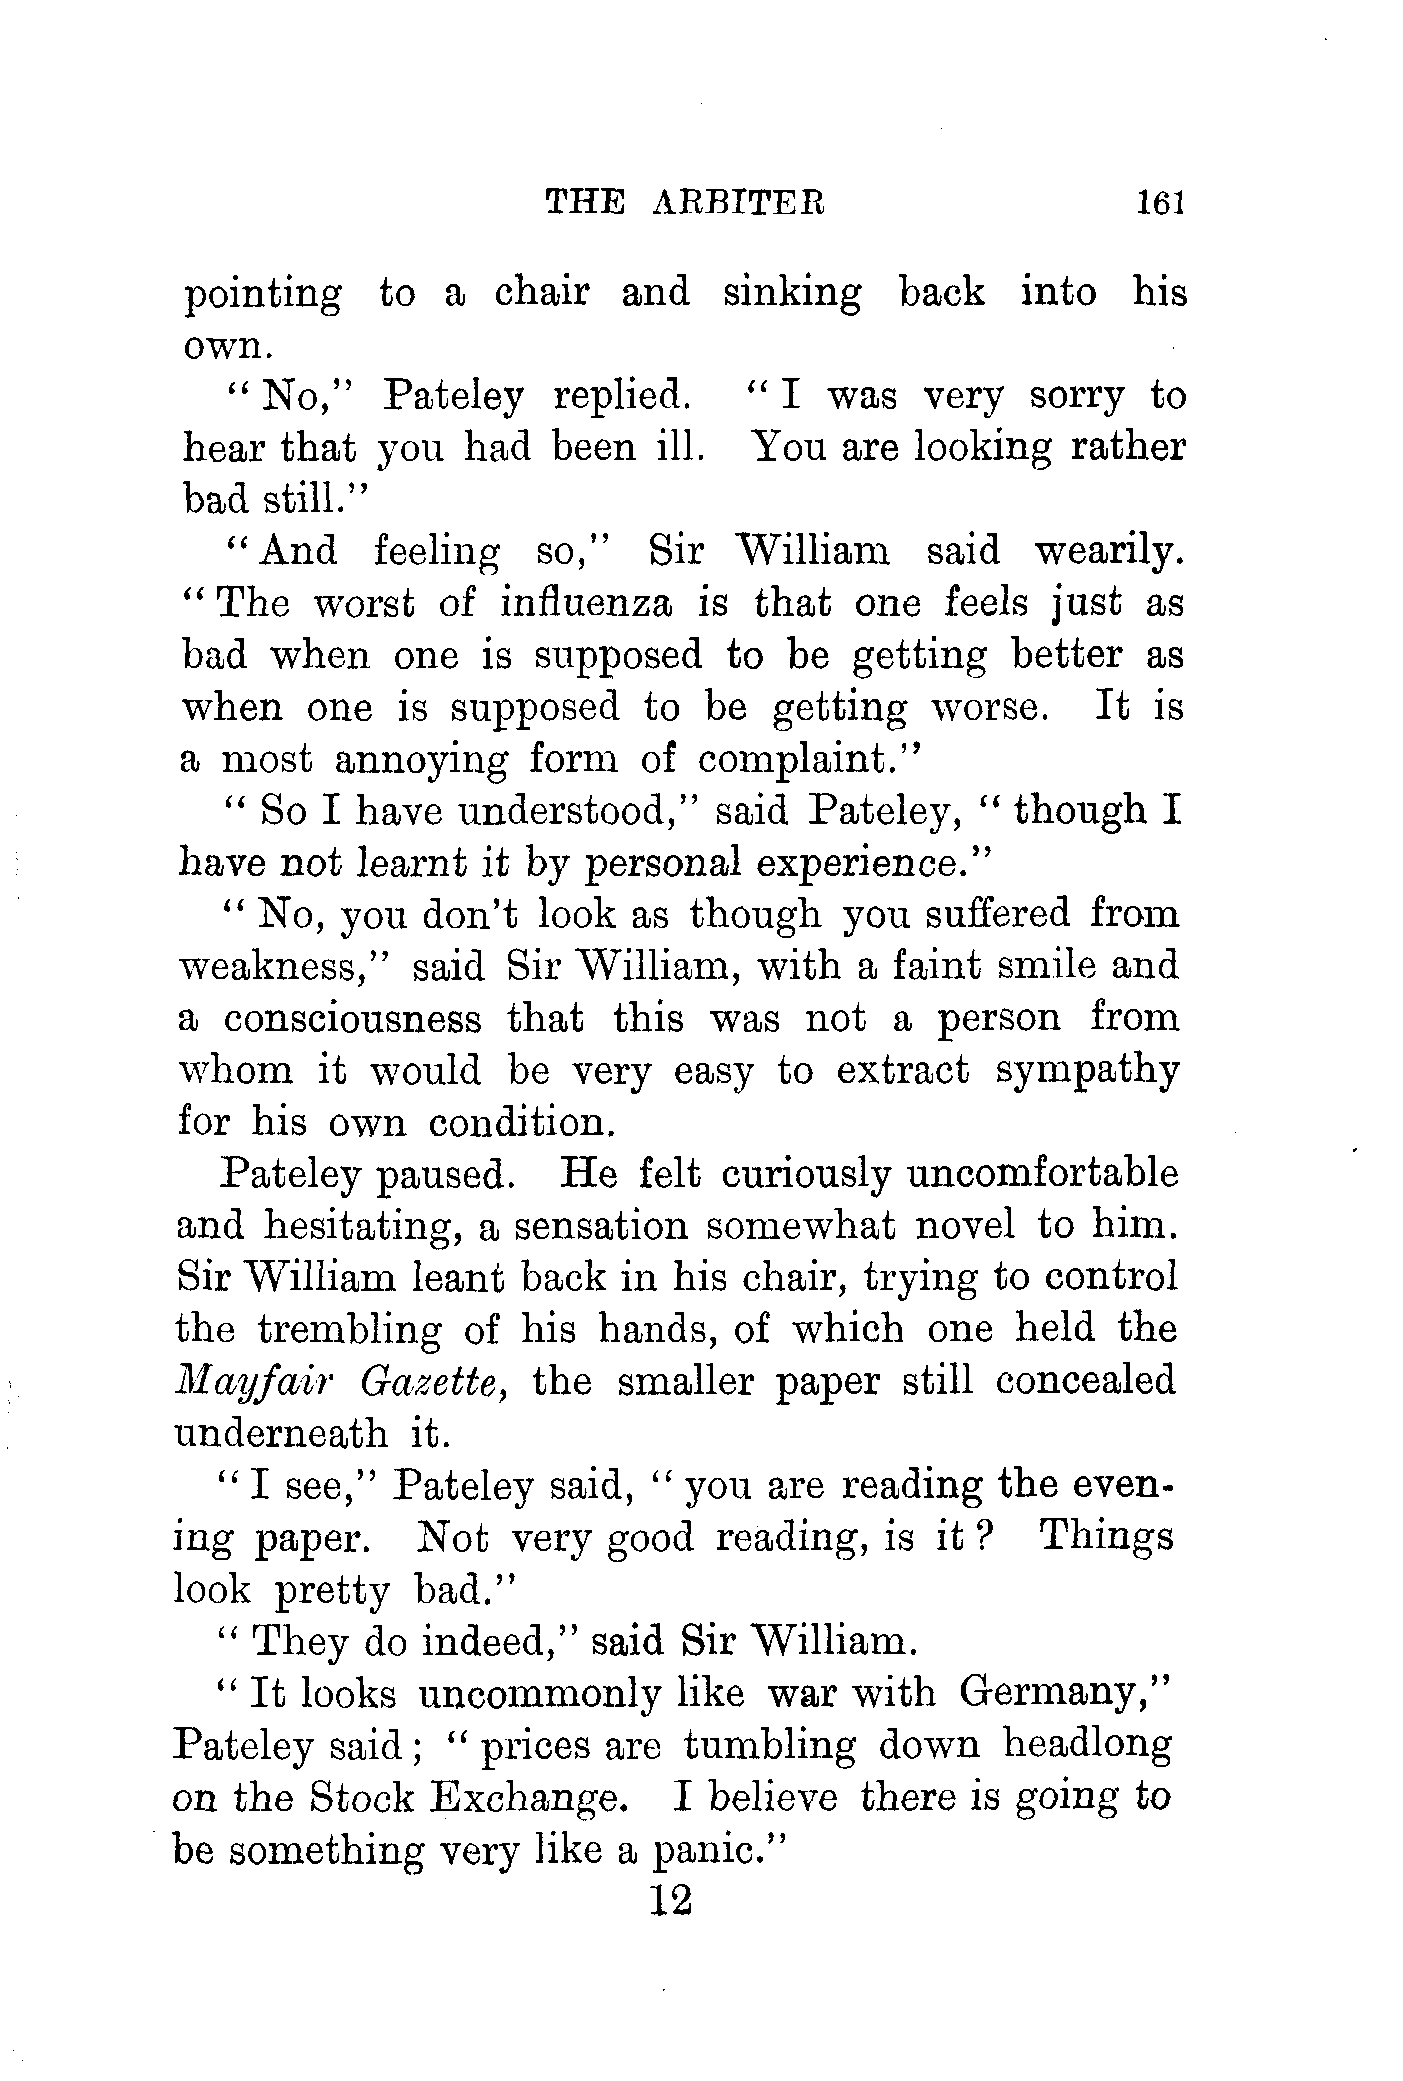 THE ARBITER 161
pointing to a chair and sinking back into his
own.
"No," Pateley replied. "I was very sorry to
hear that you had been ill. You are looking rather
bad still."
"And feeling so," Sir William said wearily.
"The worst of influenza is that one feels just as
bad when one is supposed to be getting better as
when one is supposed to be getting worse. It is
a most annoying form of complaint."
"So I have understood," said Pateley, "though I
have not learnt it by personal experience."
"No, you don't look as though you suffered from
weakness," said Sir William, with a faint smile and
a consciousness that this was not a person from
whom it would be very easy to extract sympathy
for his own condition.
Pateley paused. He felt curiously uncomfortable
and hesitating, a sensation somewhat novel to him.
Sir William leant back in his chair, trying to control
the trembling of his hands, of which one held the
Mayfair Gazette, the smaller paper still concealed
underneath it.
"I see," Pateley said, "you are reading the even-
ing paper. Not very good reading, is it? Things
look pretty bad."
"They do indeed," said Sir William.
"It looks uncommonly like war with Germany,"
Pateley said; "prices are tumbling down headlong
on the Stock Exchange. I believe there is going to
be something very like a panic."
12